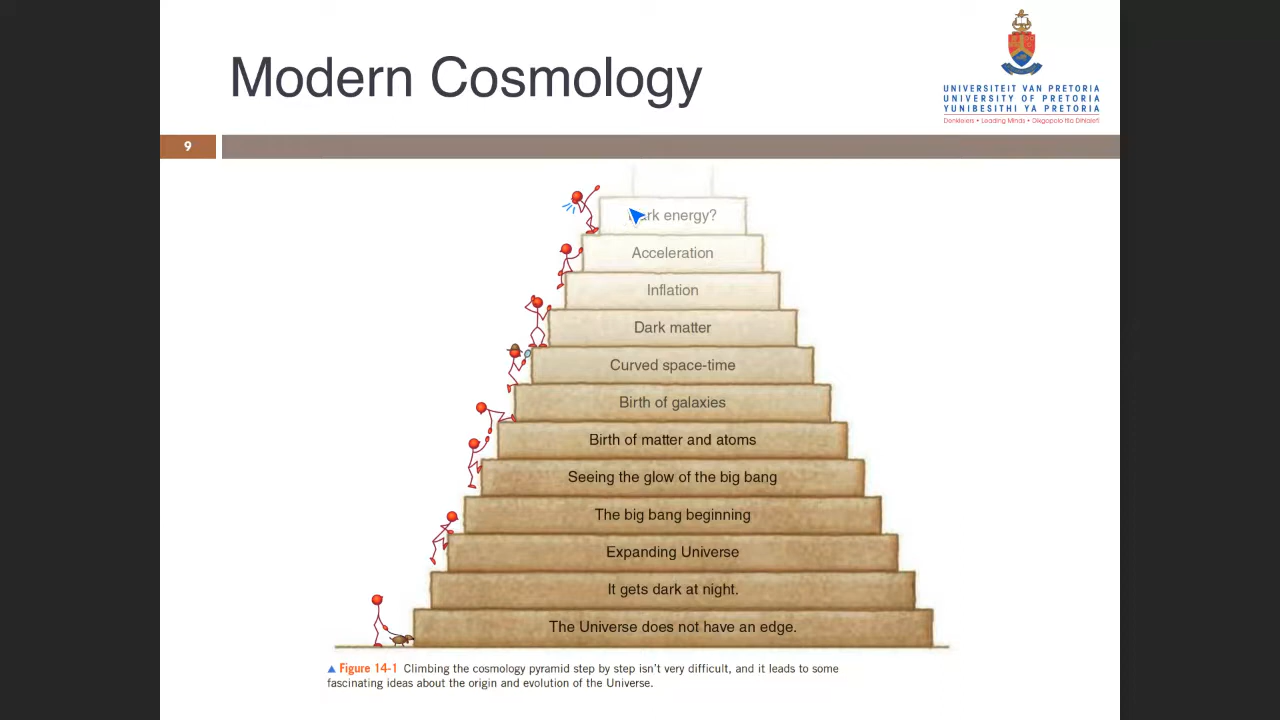 Modern Cosmology
UNIVERSITEIT VAN PRETORIA
UNIVERSITY OF PRETORIA
YUNIBESITHI YA PRETORIA
Denkleiers • Leading Minds • Dikgopolo tša Dihlalefi
9
energy?
Acceleration
Inflation
Dark matter
Curved space-time
Birth of galaxies
Birth of matter and atoms
Seeing the glow of the big bang
The big bang beginning
Expanding Universe
It gets dark at night.
The Universe does not have an edge.
▲ Figure 14-1 Climbing the cosmology pyramid step by step isn't very difficult, and it leads to some
fascinating ideas about the origin and evolution of the Universe.